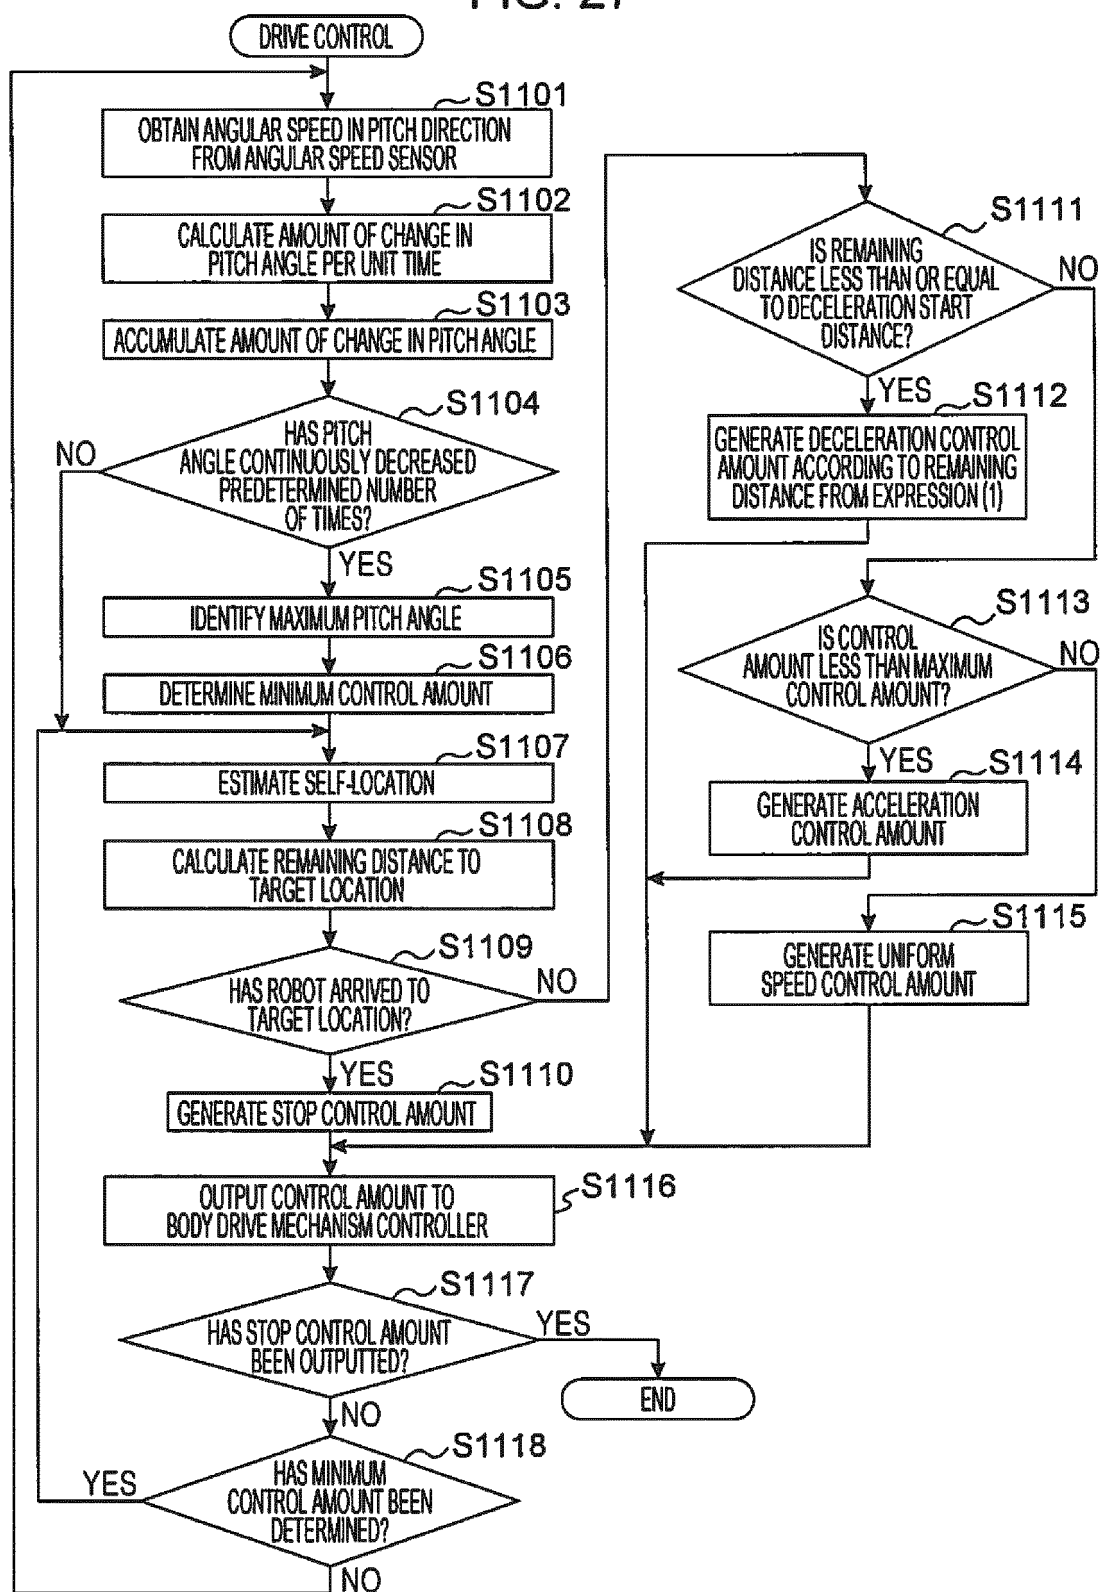 FIG. 27
DRIVE CONTROL
S1101
OBTAIN ANGULAR SPEED IN PITCH DIRECTION
FROM ANGULAR SPEED SENSOR
S1102
CALCULATE AMOUNT OF CHANGE IN
PITCH ANGLE PER UNIT TIME
S1103
ACCUMULATE AMOUNT OF CHANGE IN PITCH ANGLE
S1104
HAS PITCH
ANGLE CONTINUOUSLY DECREASED
PREDETERMINED NUMBER
OF TIMES?
NO
YES
S1105
IDENTIFY MAXIMUM PITCH ANGLE
S1106
DETERMINE MINIMUM CONTROL AMOUNT
S1107
ESTIMATE SELF-LOCATION
S1108
CALCULATE REMAINING DISTANCE TO
TARGET LOCATION
S1109
HAS ROBOT ARRIVED TO
TARGET LOCATION?
NO
YES
S1110
GENERATE STOP CONTROL AMOUNT
S1111
IS REMAINING
DISTANCE LESS THAN OR EQUAL
TO DECELERATION START
DISTANCE?
NO
YES
S1112
GENERATE DECELERATION CONTROL
AMOUNT ACCORDING TO REMAINING
DISTANCE FROM EXPRESSION (1)
S1113
IS CONTROL
AMOUNT LESS THAN MAXIMUM
CONTROL AMOUNT?
NO
YES
S1114
GENERATE ACCELERATION
CONTROL AMOUNT
S1115
GENERATE UNIFORM
SPEED CONTROL AMOUNT
S1116
OUTPUT CONTROL AMOUNT TO
BODY DRIVE MECHANISM CONTROLLER
S1117
HAS STOP CONTROL AMOUNT
BEEN OUTPUTTED?
YES
END
NO
S1118
HAS MINIMUM
CONTROL AMOUNT BEEN
DETERMINED?
YES
NO